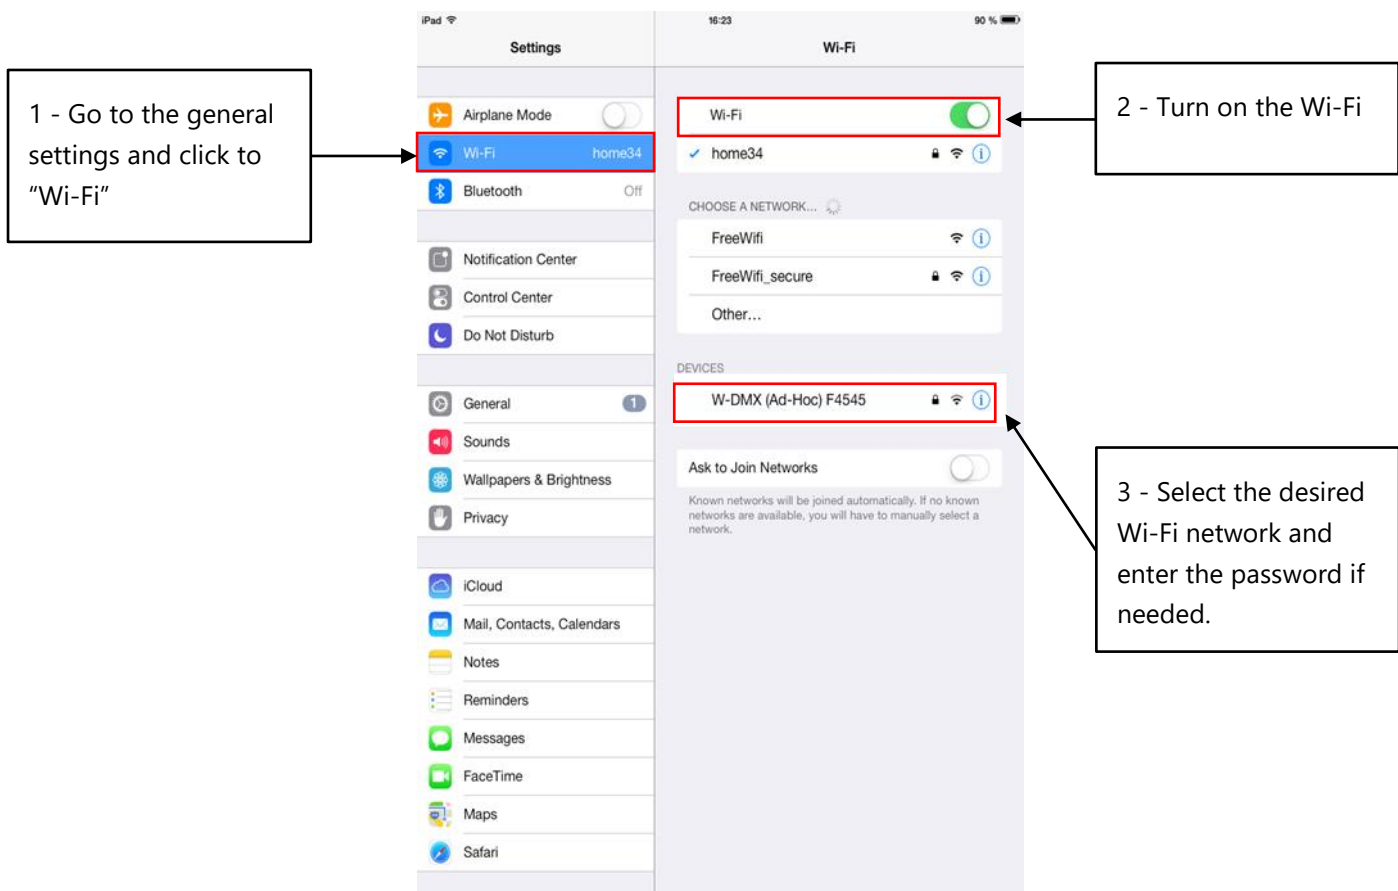 iPad 16:23 90 %
Settings
Wi-Fi
1 - Go to the general
settings and click to
“Wi-Fi”
Airplane Mode
Wi-Fi home34
Bluetooth Off
Notification Center
Control Center
Do Not Disturb
General 1
Sounds
Wallpapers & Brightness
Privacy
iCloud
Mail, Contacts, Calendars
Notes
Reminders
Messages
FaceTime
Maps
Safari
Wi-Fi
home34
CHOOSE A NETWORK...
FreeWifi
FreeWifi_secure
Other...
DEVICES
W-DMX (Ad-Hoc) F4545
Ask to Join Networks
Known networks will be joined automatically. If no known
networks are available, you will have to manually select a
network.
2 - Turn on the Wi-Fi
3 - Select the desired
Wi-Fi network and
enter the password if
needed.